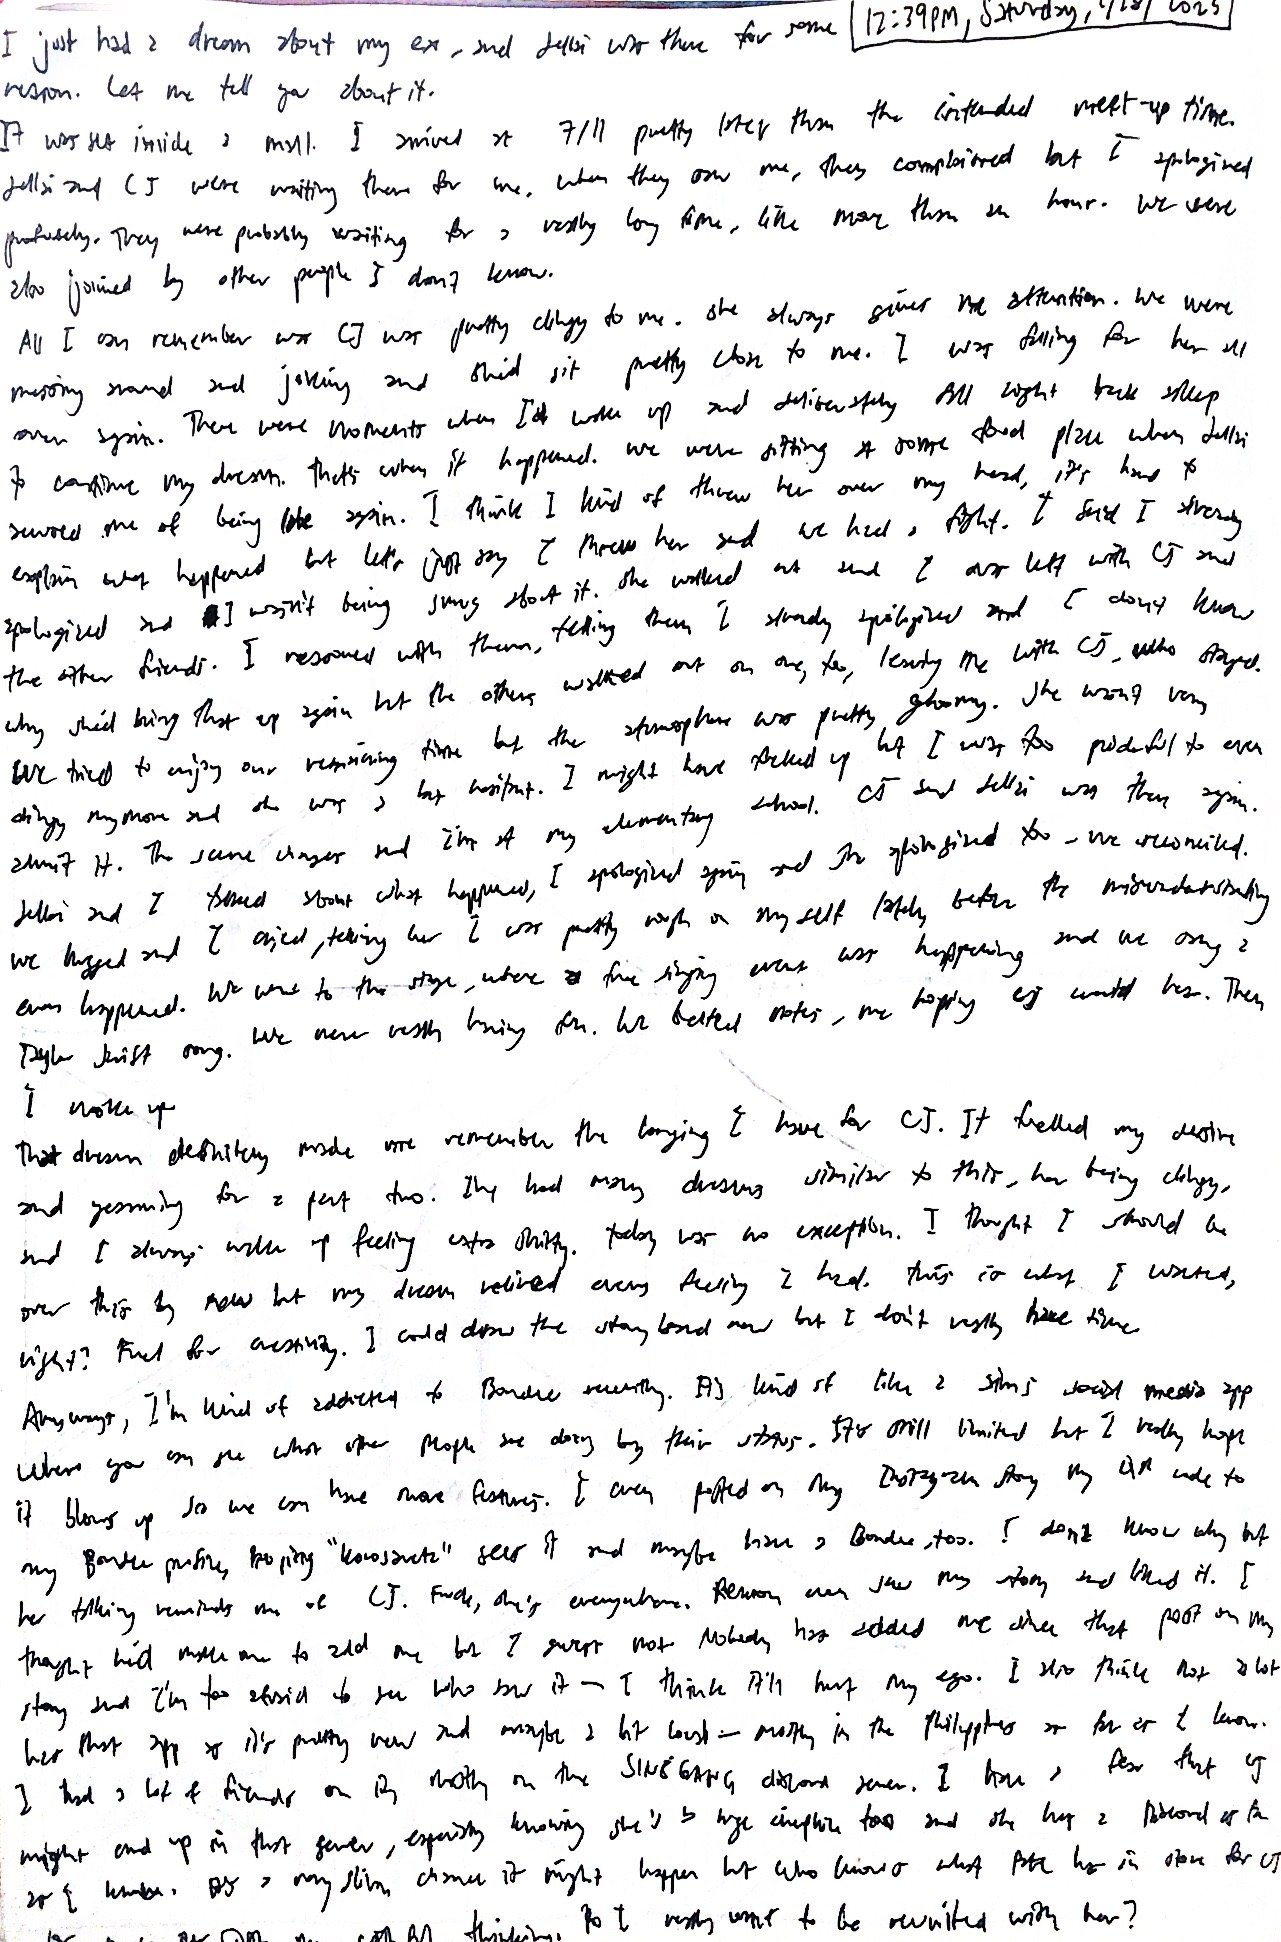 12:39PM, Saturday, 1/28/2023
I just had a dream about my ex, and Jellai was there for some
reason. Let me tell you about it.
It was set inside a mall. I arrived at 7/11 pretty later than the intended meet-up time.
Jellai and CJ were waiting there for me. When they saw me, they complained but I apologized
profusely. They were probably waiting for a really long time, like more than an hour. We were
also joined by other people I don't know.
All I can remember was CJ was pretty clingy to me. She always gives me attention. We were
messing around and joking and she'd sit pretty close to me. I was falling for her all
over again. There were moments when I'd wake up and deliberately fall right back asleep
to continue my dream. That's when it happened. We were sitting at some food place when Jellai
accused me of being late again. I think I kind of threw her over my head, it's hard to
explain what happened but let's just say I threw her and we had a fight. I said I already
apologized and I wasn't being smug about it. She walked out and I was left with CJ and
the other friends. I reasoned with them, telling them I already apologized and I don't know
why she'd bring that up again but the others walked out on me, too, leaving me with CJ, who stayed.
We tried to enjoy our remaining time but the atmosphere was pretty gloomy. She wasn't very
clingy anymore and she was a bit hesitant. I might have fucked up but I was too prideful to even
admit it. The scene changes and I'm at my elementary school. CJ and Jellai was there again.
Jellai and I talked about what happened, I apologized again and she apologized too - we reconciled.
We hugged and I cried, telling her I was pretty rough on myself lately before the misunderstanding
even happened. We went to the stage, where a free singing event was happening and we sang a
Taylor Swift song. We were really having fun. We belted notes, me hoping CJ would hear. Then
I woke up
That dream definitely made me remember the longing I have for CJ. It fuelled my desire
and yearning for a part two. I've had many dreams similar to this, her being clingy,
and I always wake up feeling extra shitty. Today was no exception. I thought I should be
over this by now but my dream relived every feeling I had. This is what I wanted,
right? Fuel for creativity. I could draw the storyboard now but I don't really have time.
Anyways, I'm kind of addicted to Bondee recently. It's kind of like a Sims social media app
where you can see what other people are doing by their status. It's still limited but I really hope
it blows up so we can have more features. I even posted on my Instagram story my QR code to
my Bondee profile, hoping "kowosaretz" sees it and maybe have a Bondee, too. I don't know why but
her talking reminds me of CJ. Fuck, she's everywhere. even saw my story and liked it. I
thought he'd make one to add me but I guess not. Nobody has added me since that post on my
story and I'm too afraid to see who saw it — I think it'll hurt my ego. I also think not a lot
has that app as it's pretty new and maybe a bit local — mostly in the Philippines as far as I know.
I had a lot of friends on it, mostly on the SINEGANG discord server. I have a fear that CJ
might end up in that server, especially knowing she's a huge cinephile too and she has a Discord as far
as I know. It's a very slim chance it might happen but who knows what fate has in store for us
thinking. Do I really want to be reunited with her?